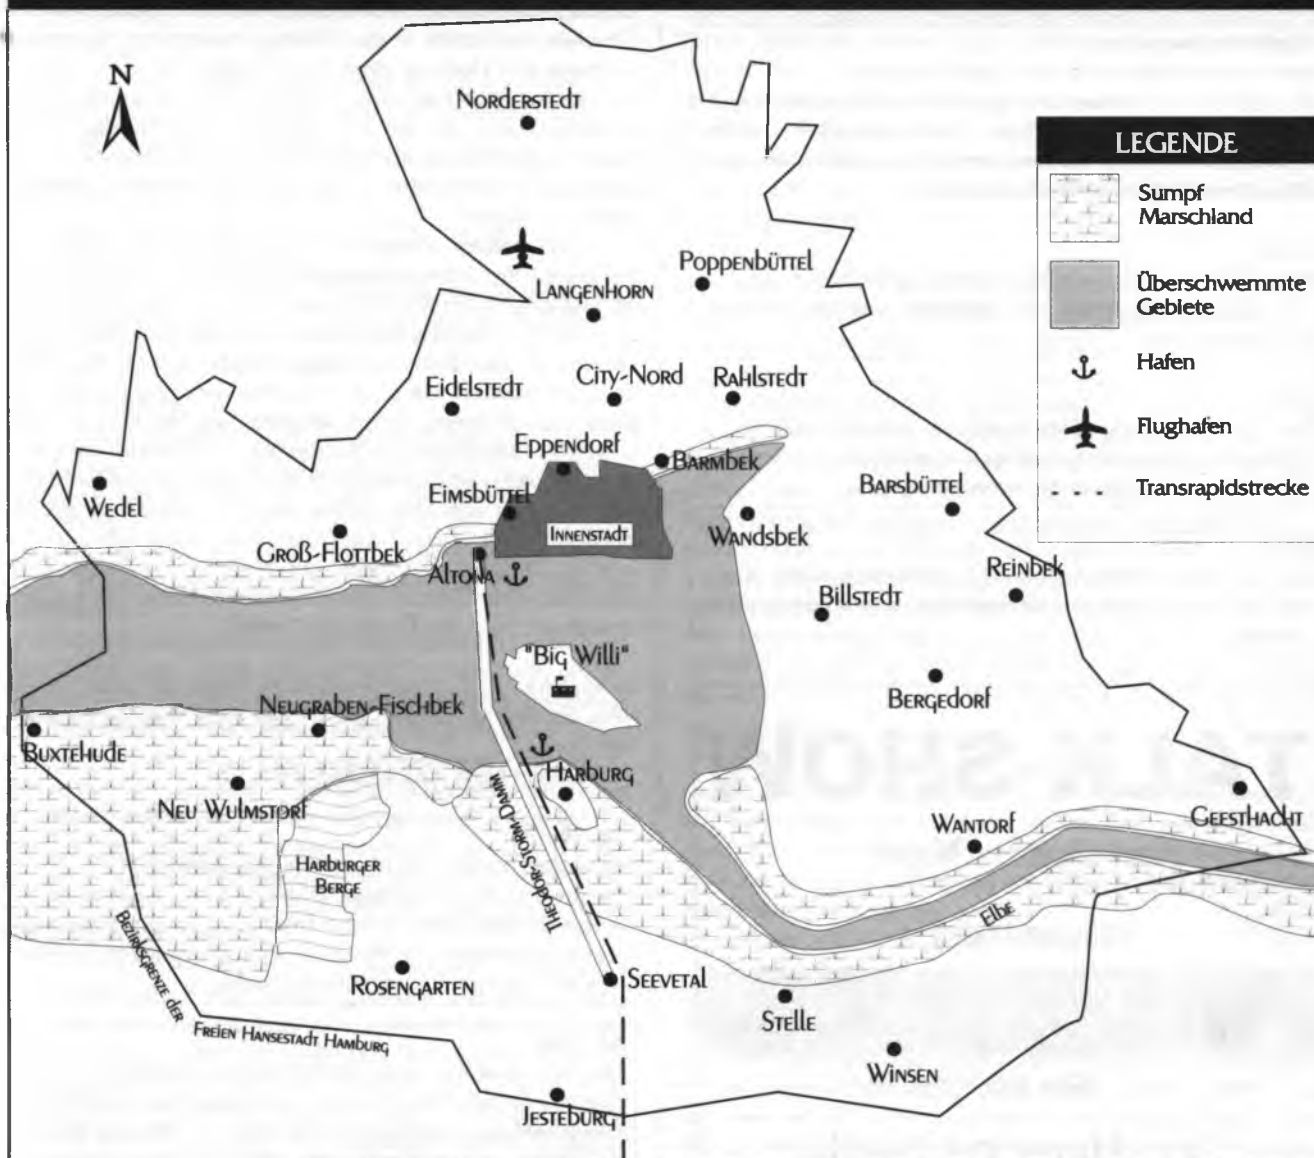 N
NORDERSTEDT
LEGENDE
Sumpf
Marschland
Überschwemmte
Gebiete
Hafen
Flughafen
Transrapidstrecke
POPPENBÜTTEL
LANGENHORN
City-Nord
RAHLSTEDT
EIDELSTEDT
EPPENDORF
BARMBEK
EIMSBÜTTEL
INNENSTADT
WANDSBEK
BARSBÜTTEL
WEDEL
GROß-FLOTTBEK
ALTONA
REINBEK
BILLSTEDT
"BIG WILLI"
BERGEDORF
NEUGRABEN-FISCHBEK
BUXTEHUDE
HARBURG
NEU WULMSTORF
THEODOR-STORM-DAMM
GEESTHACHT
WANTORF
HARBURGER
BERGE
ELBE
ROSENGARTEN
SEEVETAL
STELLE
BEZIRKSGRENZE DER
FREIEN HANSESTADT HAMBURG
WINSEN
JESTEBURG